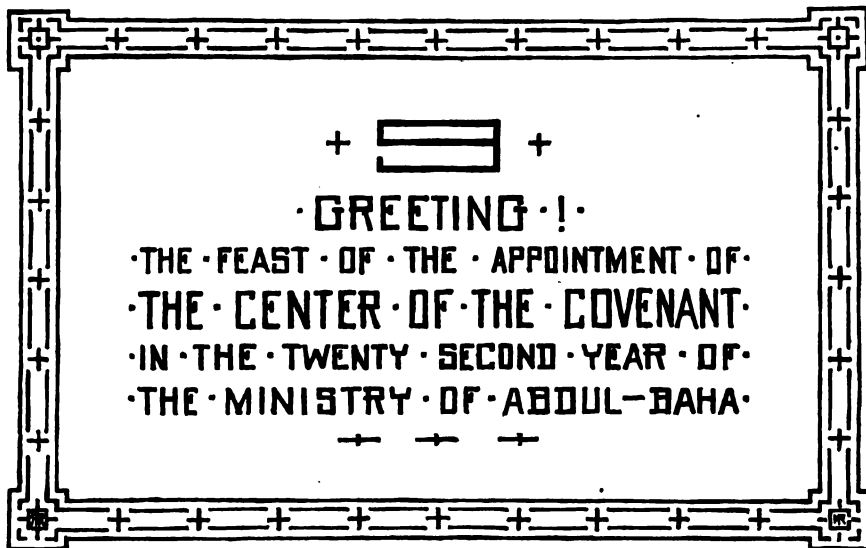 + 9 +
·GREETING·!·
·THE·FEAST·OF·THE·APPOINTMENT·OF·
·THE·CENTER·OF·THE·COVENANT·
·IN·THE·TWENTY·SECOND·YEAR·OF·
·THE·MINISTRY·OF·ABDUL-BAHA·